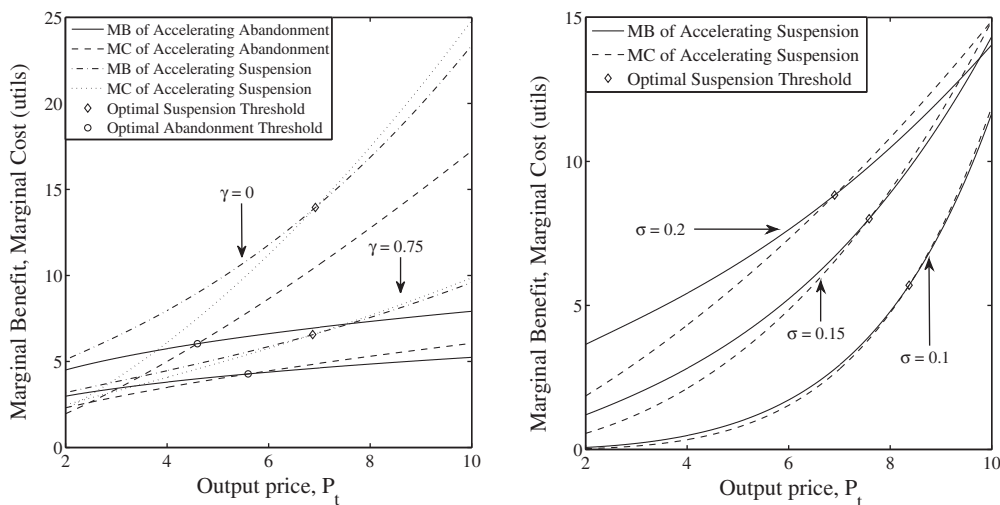 MB of Accelerating Abandonment
MC of Accelerating Abandonment
MB of Accelerating Suspension
MC of Accelerating Suspension
Optimal Suspension Threshold
Optimal Abandonment Threshold
γ = 0
γ = 0.75
25
20
15
10
5
0
2
4
6
8
10
Marginal Benefit, Marginal Cost (utils)
Output price, P_t
MB of Accelerating Suspension
MC of Accelerating Suspension
Optimal Suspension Threshold
σ = 0.2
σ = 0.15
σ = 0.1
15
10
5
0
2
4
6
8
10
Marginal Benefit, Marginal Cost (utils)
Output price, P_t